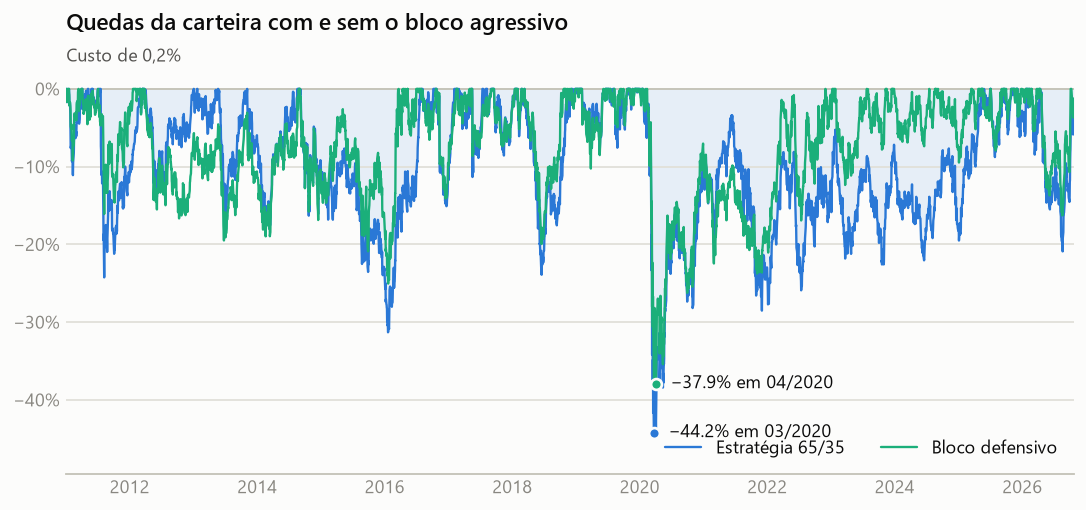 Quedas da carteira com e sem o bloco agressivo
Custo de 0,2%
0%
−10%
−20%
−30%
−40%
−37.9% em 04/2020
−44.2% em 03/2020
Estratégia 65/35 Bloco defensivo
2012 2014 2016 2018 2020 2022 2024 2026